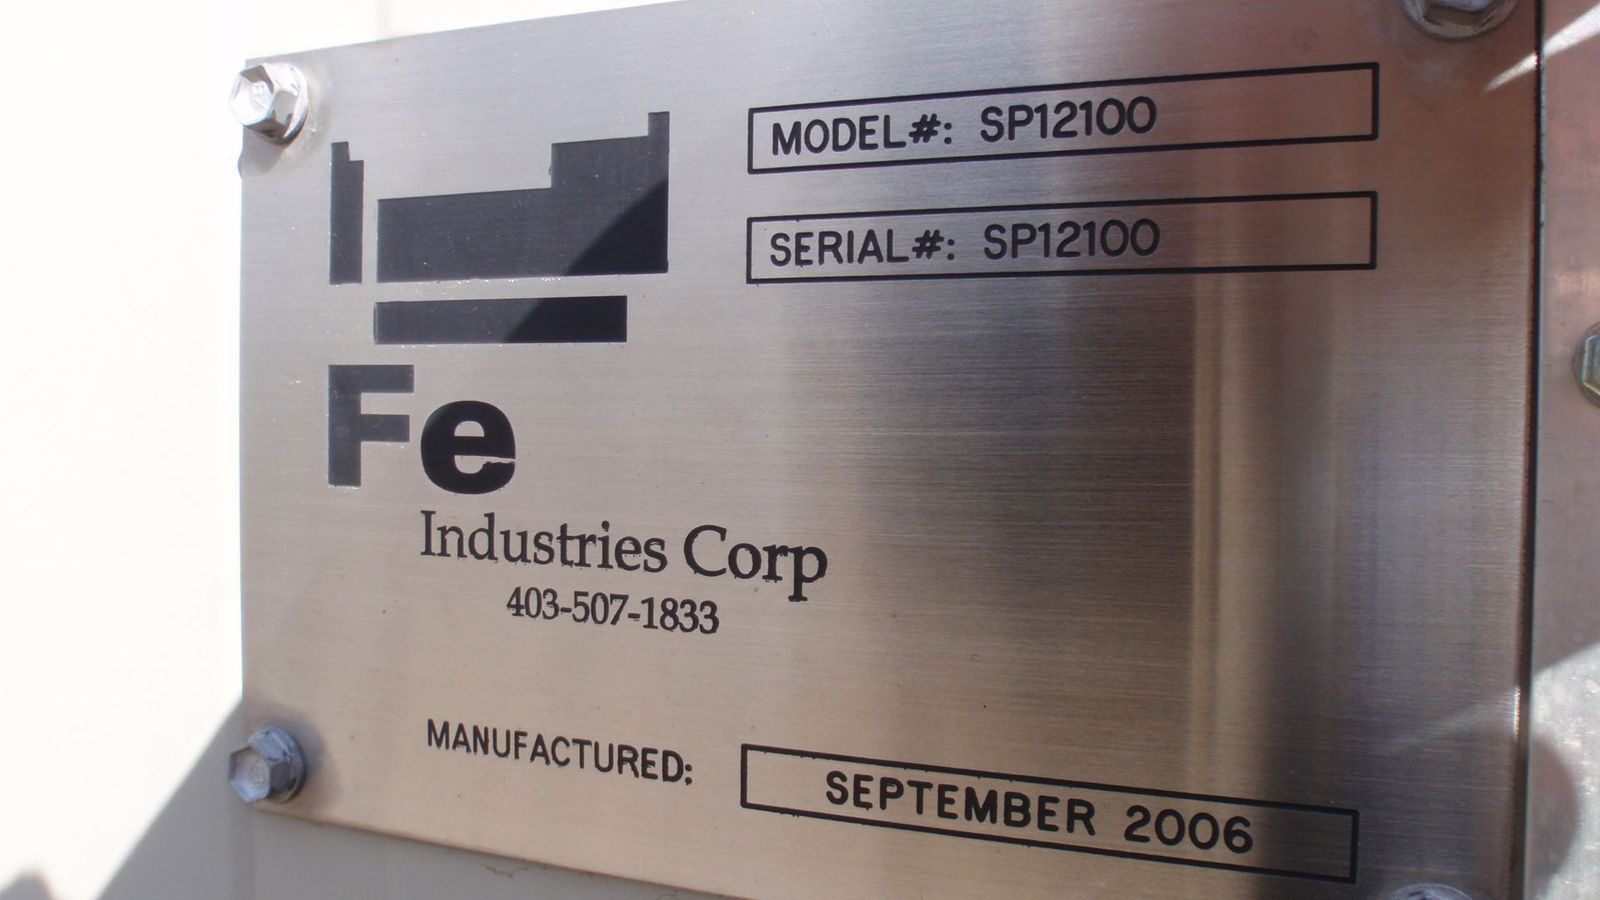 MODEL#: SP12100
SERIAL#: SP12100
Fe
Industries Corp
403-507-1833
MANUFACTURED: SEPTEMBER 2006